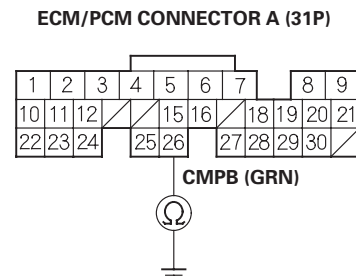 ECM/PCM CONNECTOR A (31P)
1 2 3 4 5 6 7 8 9
10 11 12 15 16 18 19 20 21
22 23 24 25 26 27 28 29 30
CMPB (GRN)
Ω